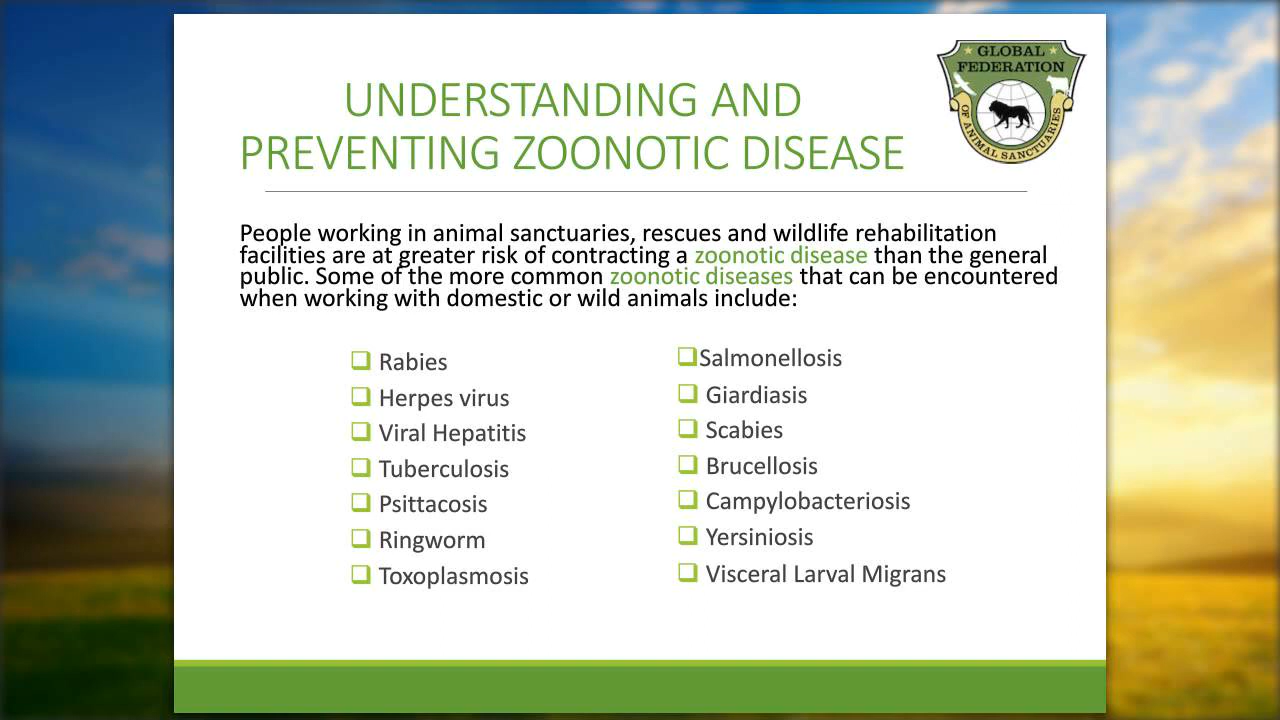 GLOBAL
FEDERATION
OF ANIMAL SANCTUARIES
UNDERSTANDING AND
PREVENTING ZOONOTIC DISEASE
People working in animal sanctuaries, rescues and wildlife rehabilitation
facilities are at greater risk of contracting a zoonotic disease than the general
public. Some of the more common zoonotic diseases that can be encountered
when working with domestic or wild animals include:
Rabies
Herpes virus
Viral Hepatitis
Tuberculosis
Psittacosis
Ringworm
Toxoplasmosis
Salmonellosis
Giardiasis
Scabies
Brucellosis
Campylobacteriosis
Yersiniosis
Visceral Larval Migrans